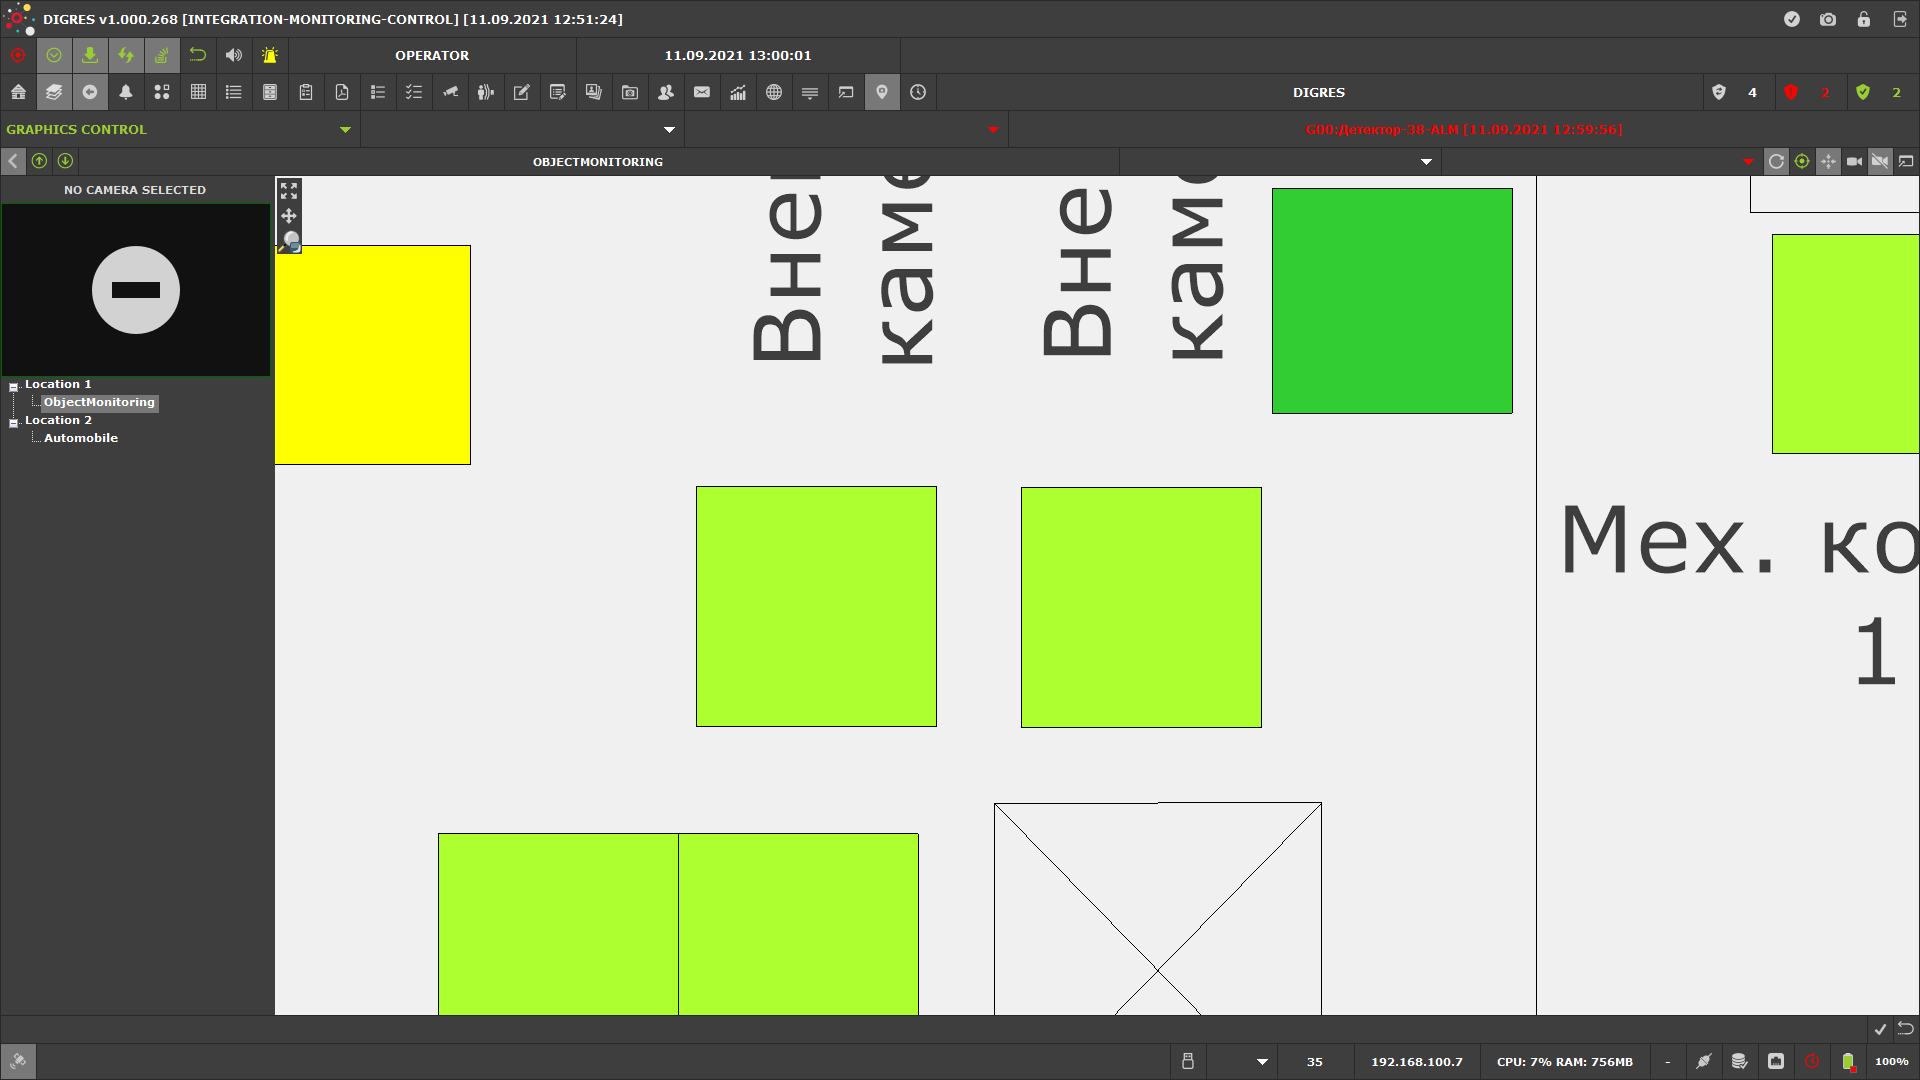 DIGRES v1.000.268 [INTEGRATION-MONITORING-CONTROL] [11.09.2021 12:51:24]
OPERATOR
11.09.2021 13:00:01
DIGRES
4
2
2
GRAPHICS CONTROL
G00:Детектор-38-ALM [11.09.2021 12:59:56]
OBJECTMONITORING
NO CAMERA SELECTED
Location 1
ObjectMonitoring
Location 2
Automobile
Вне
каме
Вне
каме
Мех. ко
1
35
192.168.100.7
CPU: 7% RAM: 756MB
-
100%